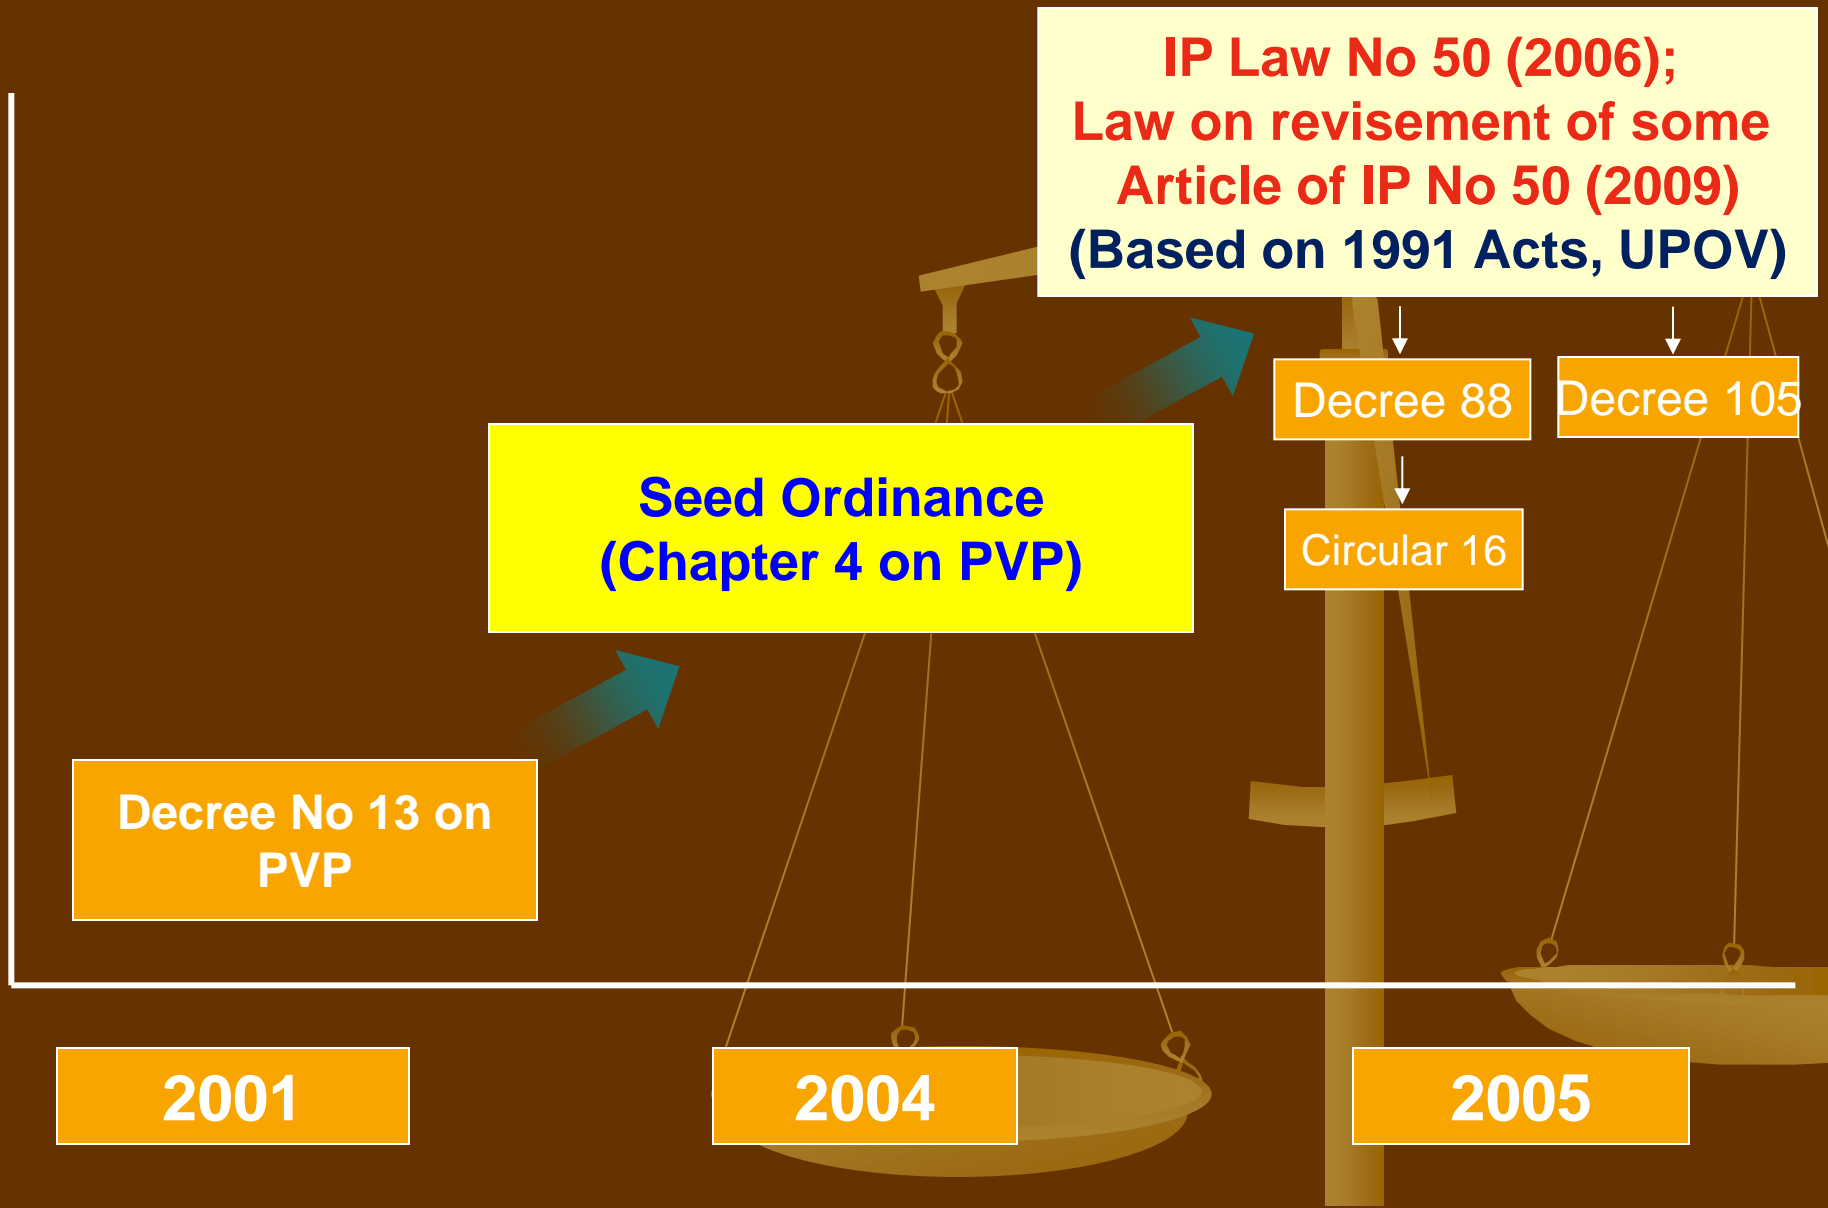 IP Law No 50 (2006);
Law on revisement of some
Article of IP No 50 (2009)
(Based on 1991 Acts, UPOV)
Decree 88
Decree 105
Circular 16
Seed Ordinance
(Chapter 4 on PVP)
Decree No 13 on
PVP
2001
2004
2005